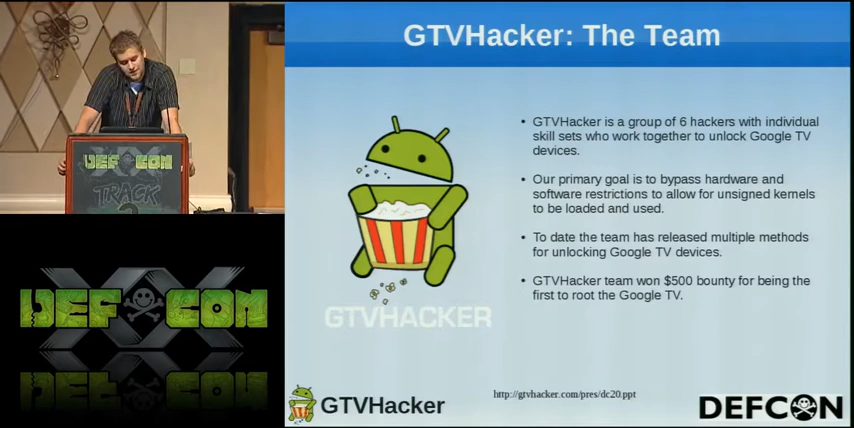 GTVHacker: The Team
DEFCON
XX
TRACK
2
• GTVHacker is a group of 6 hackers with individual
skill sets who work together to unlock Google TV
devices.
• Our primary goal is to bypass hardware and
software restrictions to allow for unsigned kernels
to be loaded and used.
• To date the team has released multiple methods
for unlocking Google TV devices.
• GTVHacker team won $500 bounty for being the
first to root the Google TV.
GTVHACKER
XX
DEF CON
GTVHacker
http://gtvhacker.com/pres/dc20.ppt
DEFCON